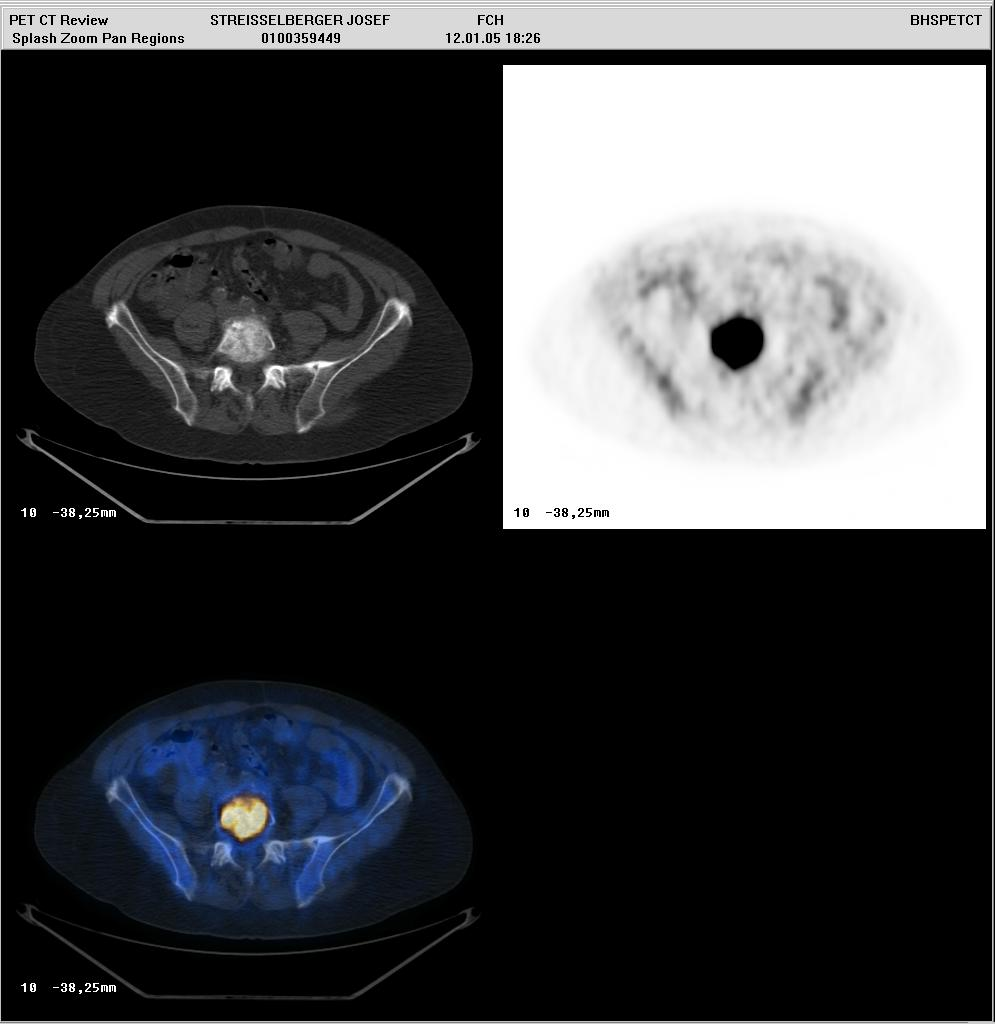 PET CT Review STREISSELBERGER JOSEF FCH BHSPETCT
Splash Zoom Pan Regions 0100359449 12.01.05 18:26
10 -38,25mm
10 -38,25mm
10 -38,25mm